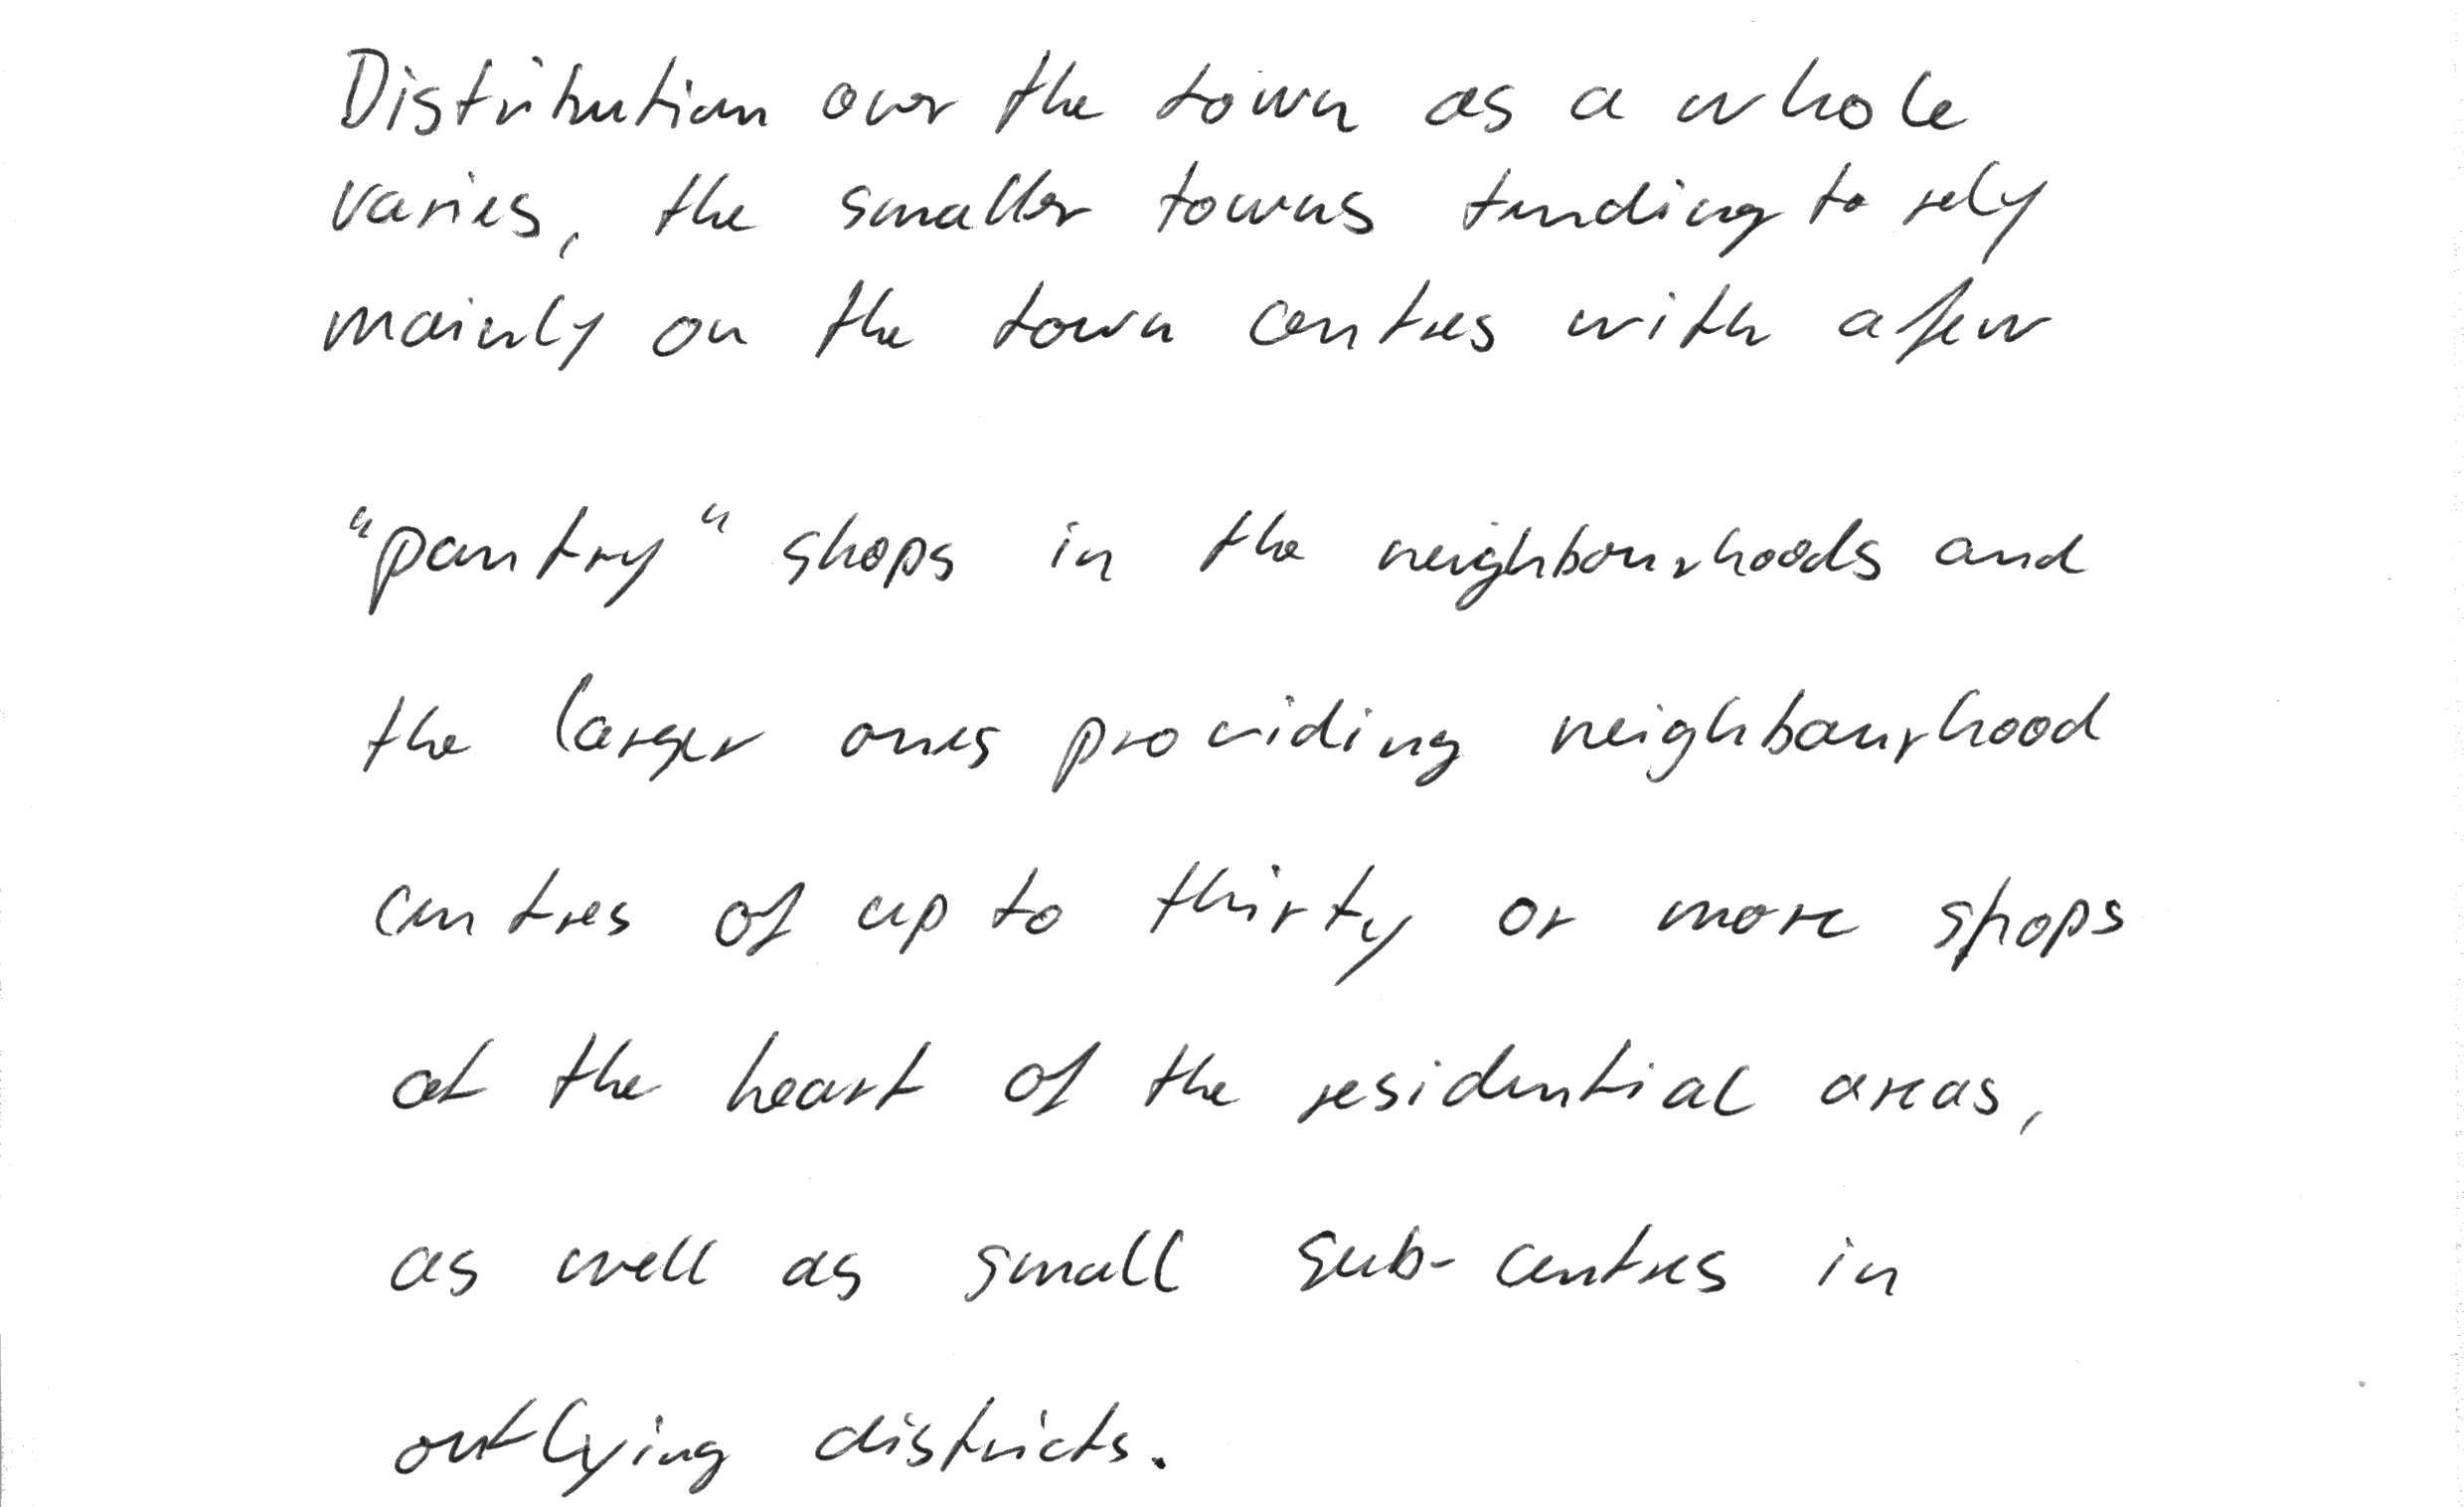 Distribution over the town as a whole
varies, the smaller towns tending to rely
mainly on the town centres with a few
"pantry" shops in the neighbourhoods and
the larger ones providing neighbourhood
centres of up to thirty or more shops
at the heart of the residential areas,
as well as small sub-centres in
outlying districts.